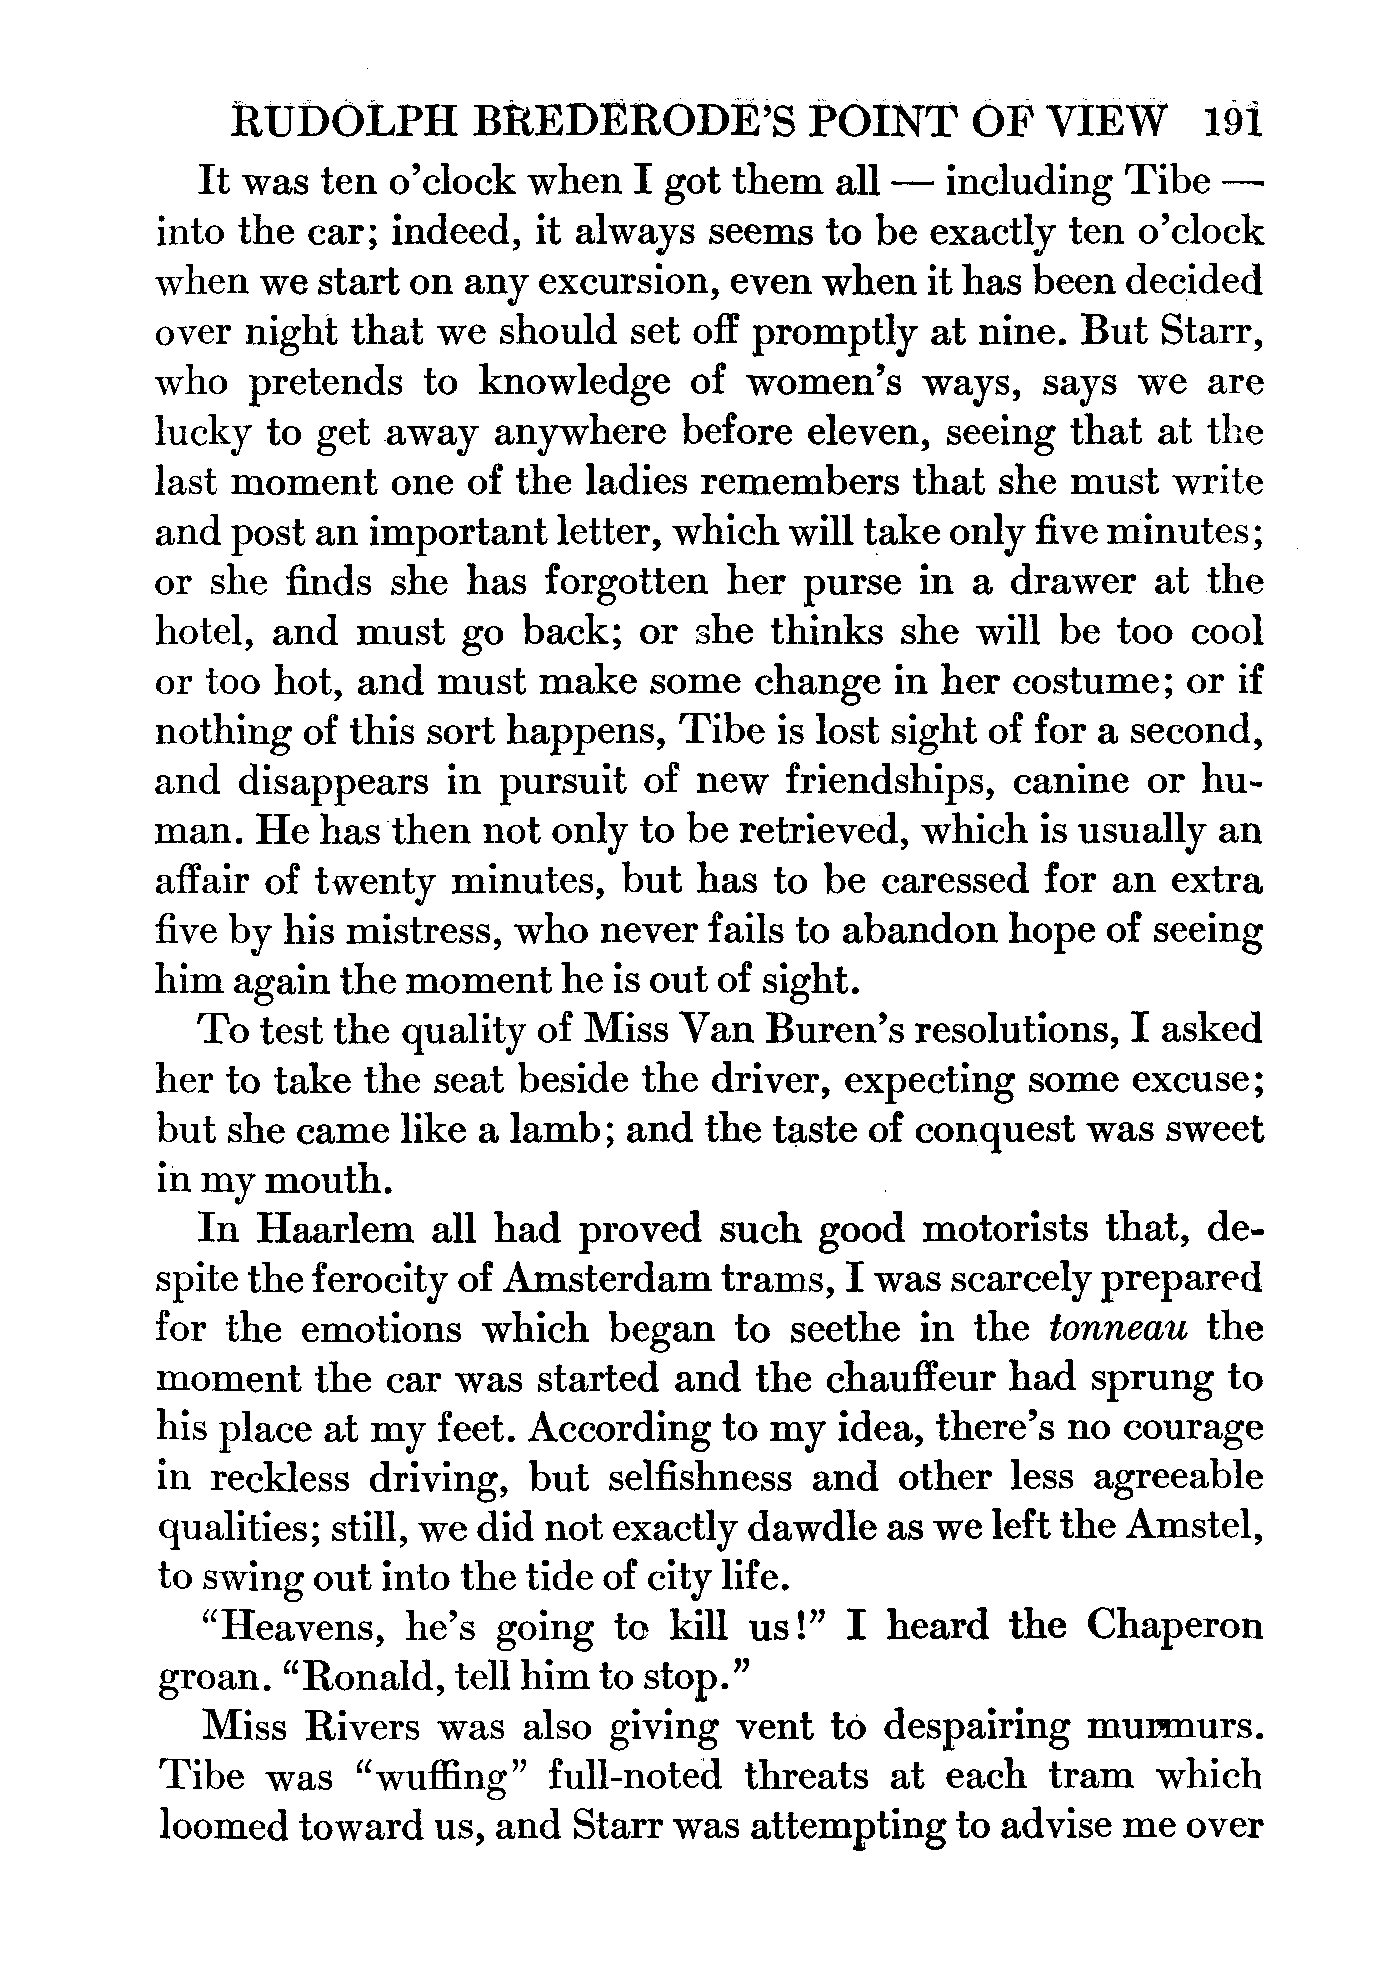 RUDOLPH BREDERODE'S POINT OF VIEW 191
It was ten o'clock when I got them all — including Tibe —
into the car; indeed, it always seems to be exactly ten o'clock
when we start on any excursion, even when it has been decided
over night that we should set off promptly at nine. But Starr,
who pretends to knowledge of women's ways, says we are
lucky to get away anywhere before eleven, seeing that at the
last moment one of the ladies remembers that she must write
and post an important letter, which will take only five minutes;
or she finds she has forgotten her purse in a drawer at the
hotel, and must go back; or she thinks she will be too cool
or too hot, and must make some change in her costume; or if
nothing of this sort happens, Tibe is lost sight of for a second,
and disappears in pursuit of new friendships, canine or hu-
man. He has then not only to be retrieved, which is usually an
affair of twenty minutes, but has to be caressed for an extra
five by his mistress, who never fails to abandon hope of seeing
him again the moment he is out of sight.
To test the quality of Miss Van Buren's resolutions, I asked
her to take the seat beside the driver, expecting some excuse;
but she came like a lamb; and the taste of conquest was sweet
in my mouth.
In Haarlem all had proved such good motorists that, de-
spite the ferocity of Amsterdam trams, I was scarcely prepared
for the emotions which began to seethe in the tonneau the
moment the car was started and the chauffeur had sprung to
his place at my feet. According to my idea, there's no courage
in reckless driving, but selfishness and other less agreeable
qualities; still, we did not exactly dawdle as we left the Amstel,
to swing out into the tide of city life.
"Heavens, he's going to kill us!" I heard the Chaperon
groan. "Ronald, tell him to stop."
Miss Rivers was also giving vent to despairing murmurs.
Tibe was "wuffing" full-noted threats at each tram which
loomed toward us, and Starr was attempting to advise me over